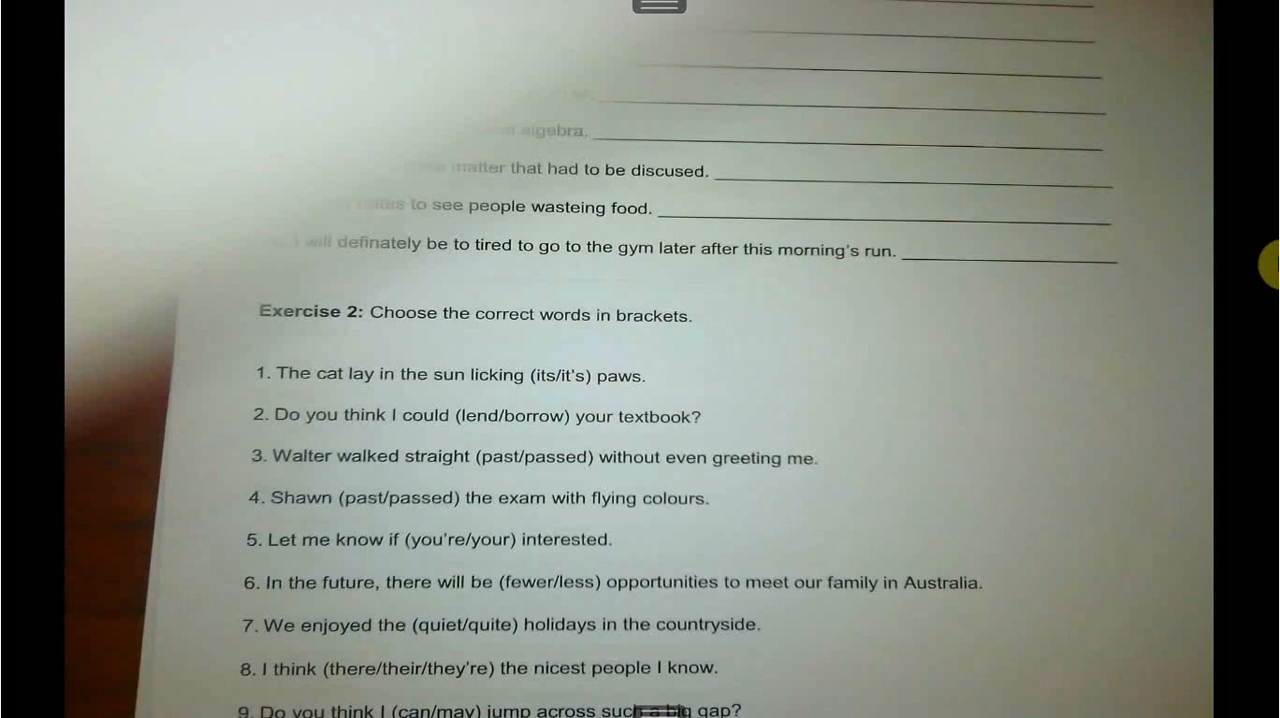 algebra.
matter that had to be discused.
to see people wasteing food.
will definately be to tired to go to the gym later after this morning's run.
Exercise 2: Choose the correct words in brackets.
1. The cat lay in the sun licking (its/it's) paws.
2. Do you think I could (lend/borrow) your textbook?
3. Walter walked straight (past/passed) without even greeting me.
4. Shawn (past/passed) the exam with flying colours.
5. Let me know if (you're/your) interested.
6. In the future, there will be (fewer/less) opportunities to meet our family in Australia.
7. We enjoyed the (quiet/quite) holidays in the countryside.
8. I think (there/their/they're) the nicest people I know.
9. Do you think I (can/may) jump across such a big gap?